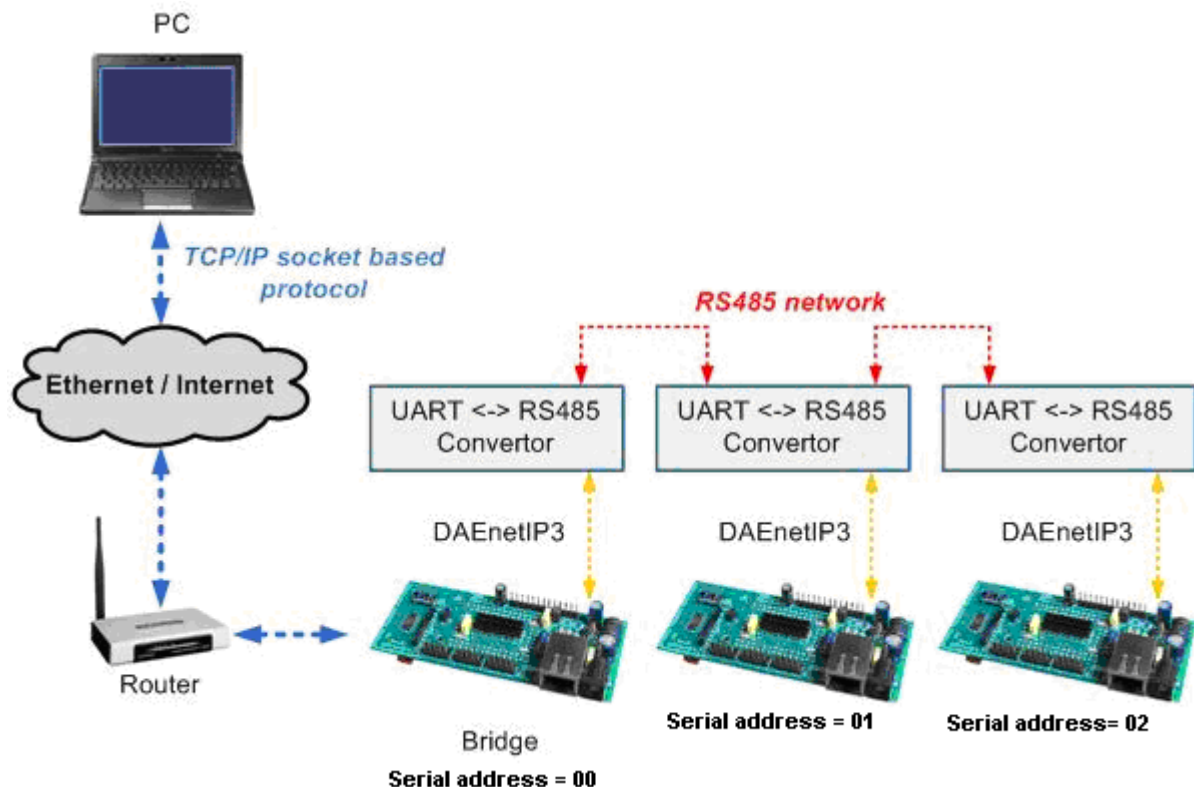 PC
TCP/IP socket based
protocol
Ethernet / Internet
Router
RS485 network
UART <-> RS485
Convertor
UART <-> RS485
Convertor
UART <-> RS485
Convertor
DAEnetIP3
DAEnetIP3
DAEnetIP3
Bridge
Serial address = 00
Serial address = 01
Serial address= 02